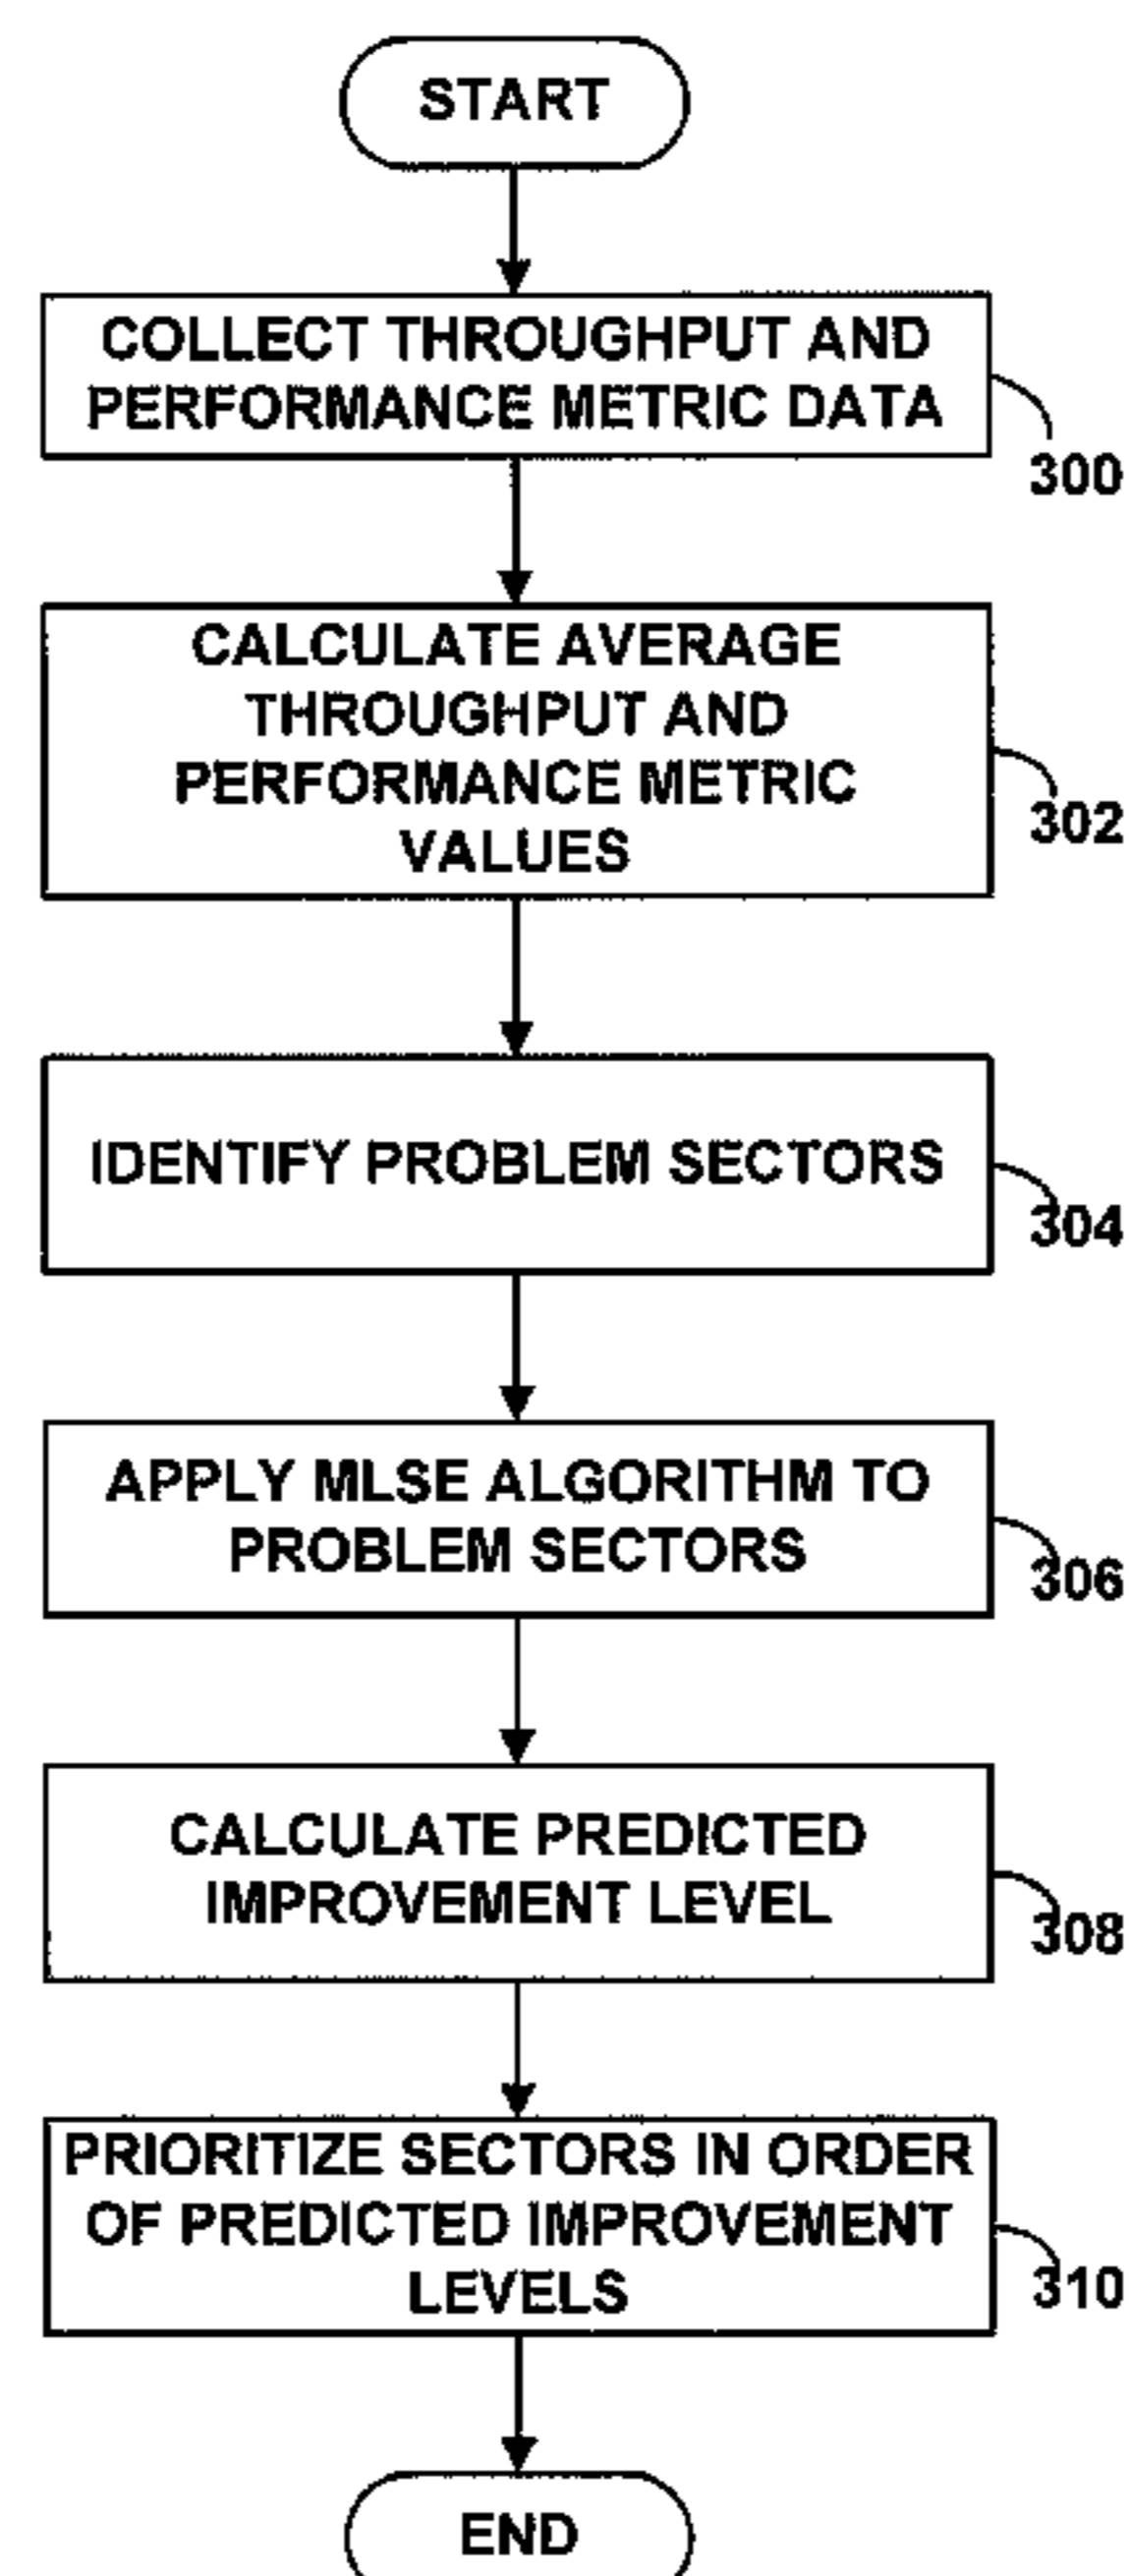 START
COLLECT THROUGHPUT AND
PERFORMANCE METRIC DATA
300
CALCULATE AVERAGE
THROUGHPUT AND
PERFORMANCE METRIC
VALUES
302
IDENTIFY PROBLEM SECTORS
304
APPLY MLSE ALGORITHM TO
PROBLEM SECTORS
306
CALCULATE PREDICTED
IMPROVEMENT LEVEL
308
PRIORITIZE SECTORS IN ORDER
OF PREDICTED IMPROVEMENT
LEVELS
310
END